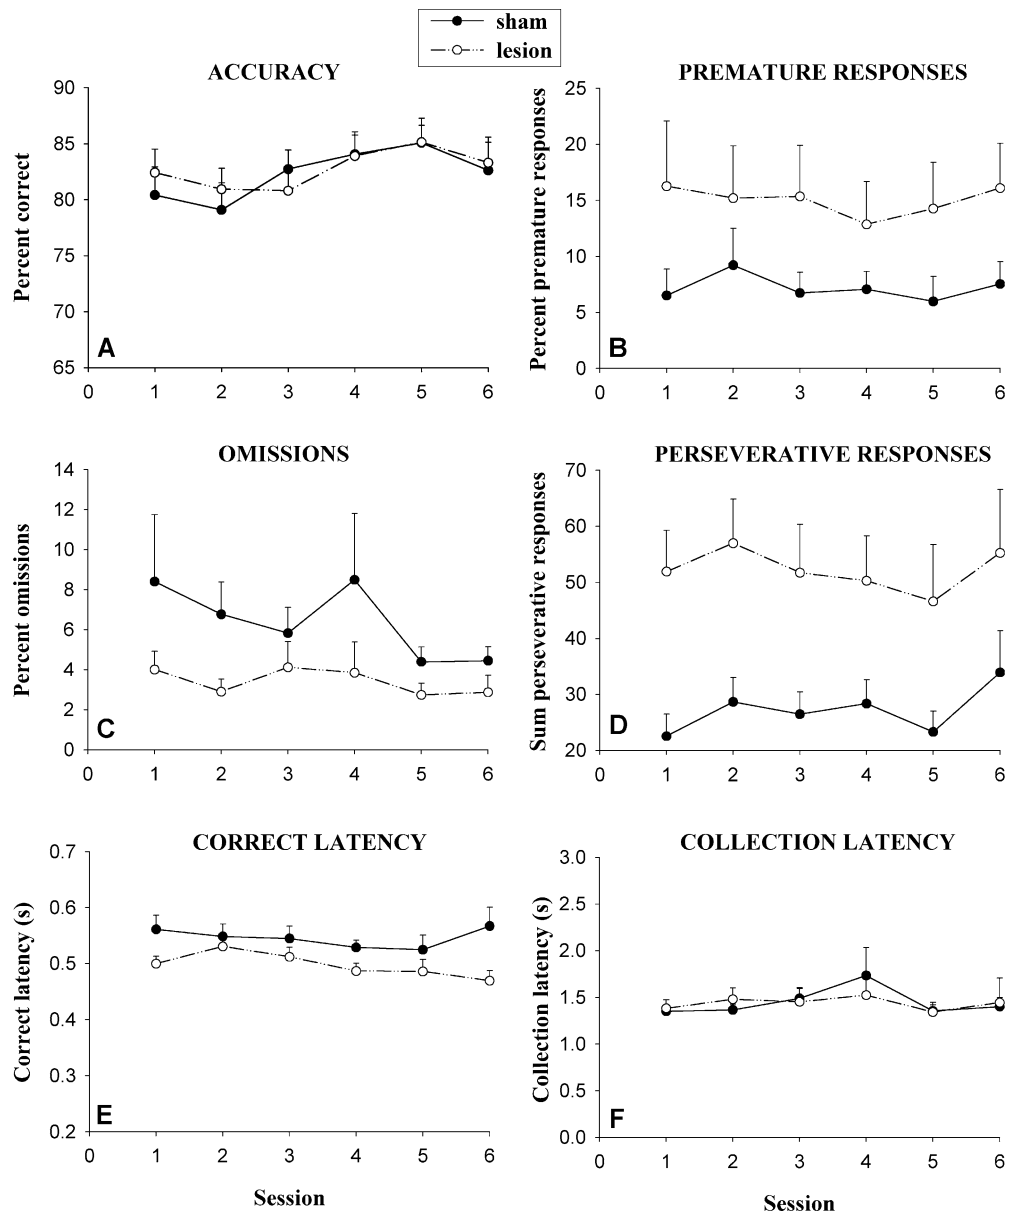 sham
lesion
ACCURACY
Percent correct
90
85
80
75
70
65
A
0 1 2 3 4 5 6
PREMATURE RESPONSES
Percent premature responses
25
20
15
10
5
0
B
0 1 2 3 4 5 6
OMISSIONS
Percent omissions
14
12
10
8
6
4
2
0
C
0 1 2 3 4 5 6
PERSEVERATIVE RESPONSES
Sum perseverative responses
70
60
50
40
30
20
D
0 1 2 3 4 5 6
CORRECT LATENCY
Correct latency (s)
0.7
0.6
0.5
0.4
0.3
0.2
E
0 1 2 3 4 5 6
Session
COLLECTION LATENCY
Collection latency (s)
3.0
2.5
2.0
1.5
1.0
0.5
0.0
F
0 1 2 3 4 5 6
Session